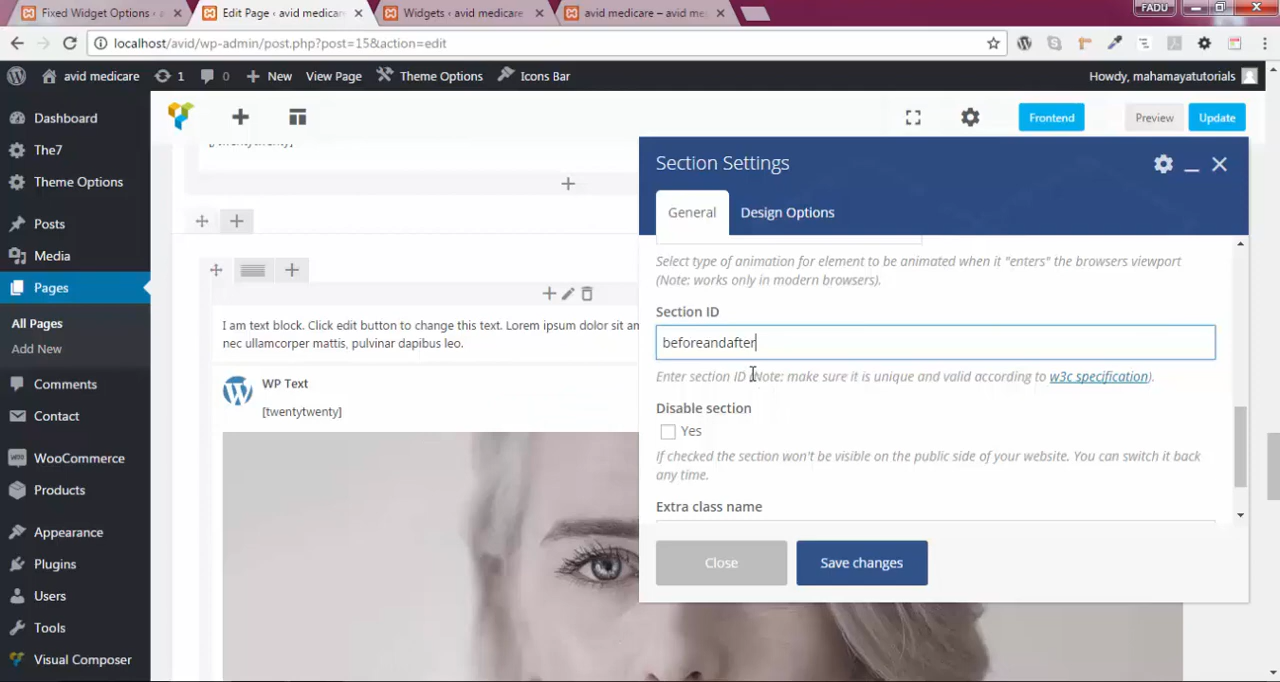 Fixed Widget Options ‹
Edit Page ‹ avid medicar
Widgets ‹ avid medicare
avid medicare – avid me
FADU
localhost/avid/wp-admin/post.php?post=15&action=edit
avid medicare
1
0
New
View Page
Theme Options
Icons Bar
Howdy, mahamayatutorials
Dashboard
The7
Theme Options
Posts
Media
Pages
All Pages
Add New
Comments
Contact
WooCommerce
Products
Appearance
Plugins
Users
Tools
Visual Composer
Frontend
Preview
Update
[/twentytwenty]
I am text block. Click edit button to change this text. Lorem ipsum dolor sit am
nec ullamcorper mattis, pulvinar dapibus leo.
WP Text
[twentytwenty]
Section Settings
General
Design Options
Select type of animation for element to be animated when it "enters" the browsers viewport
(Note: works only in modern browsers).
Section ID
beforeandafter
Enter section ID (Note: make sure it is unique and valid according to w3c specification).
Disable section
Yes
If checked the section won't be visible on the public side of your website. You can switch it back
any time.
Extra class name
Close
Save changes